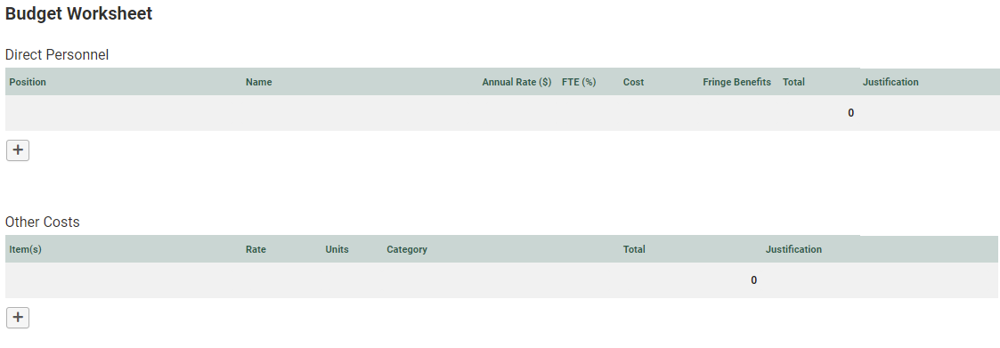 Budget Worksheet
Direct Personnel
Position Name Annual Rate ($) FTE (%) Cost Fringe Benefits Total Justification
0
+
Other Costs
Item(s) Rate Units Category Total Justification
0
+